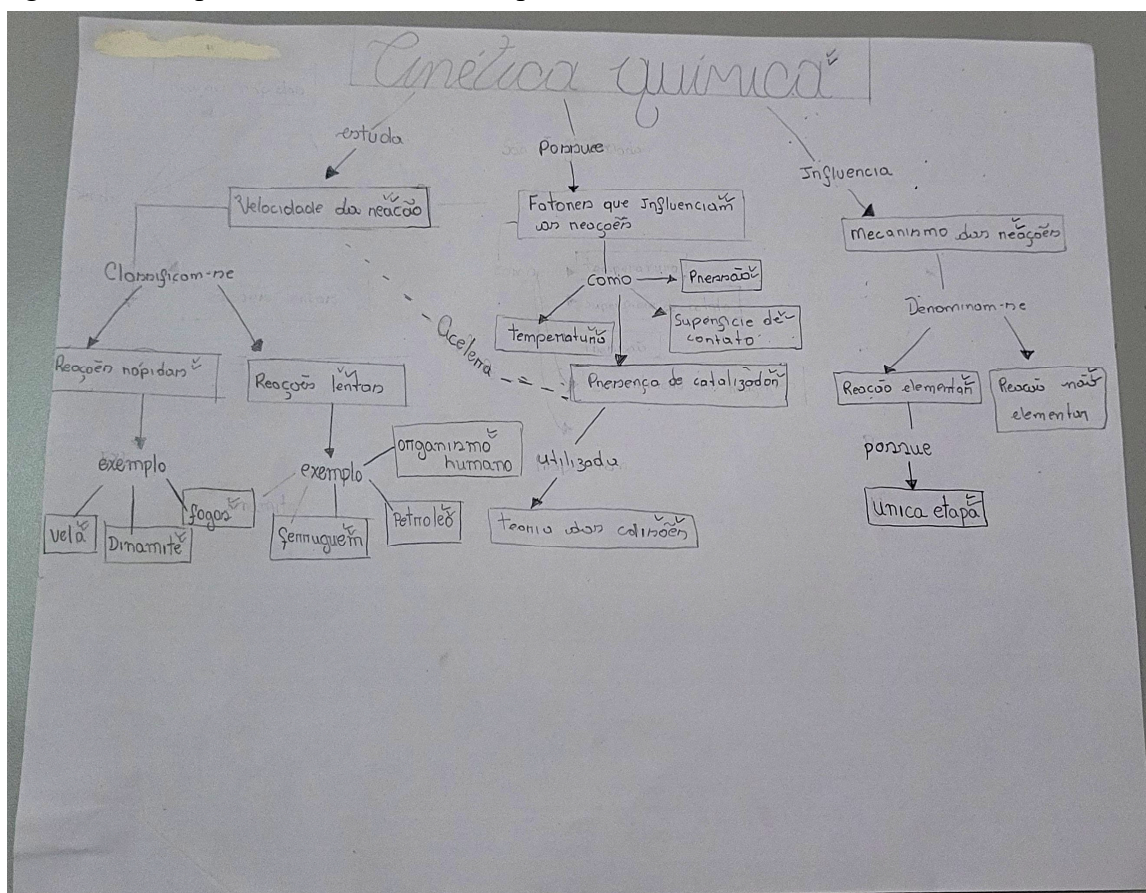 Cinética química
estuda
Possue
Influencia
Velocidade da reação
Fatores que Influenciam
as reações
Mecanismo das reações
Classificam-se
como
Pressão
Denominam-se
temperatura
Superfície de
contato
Acelera
Reações rápidas
Reações lentas
Presença de catalizador
Reação elementar
Reação não
elementar
exemplo
exemplo
organismo
humano
utilizada
possue
vela
Dinamite
fogos
ferruguem
Petroleo
teoria das colisões
Única etapa